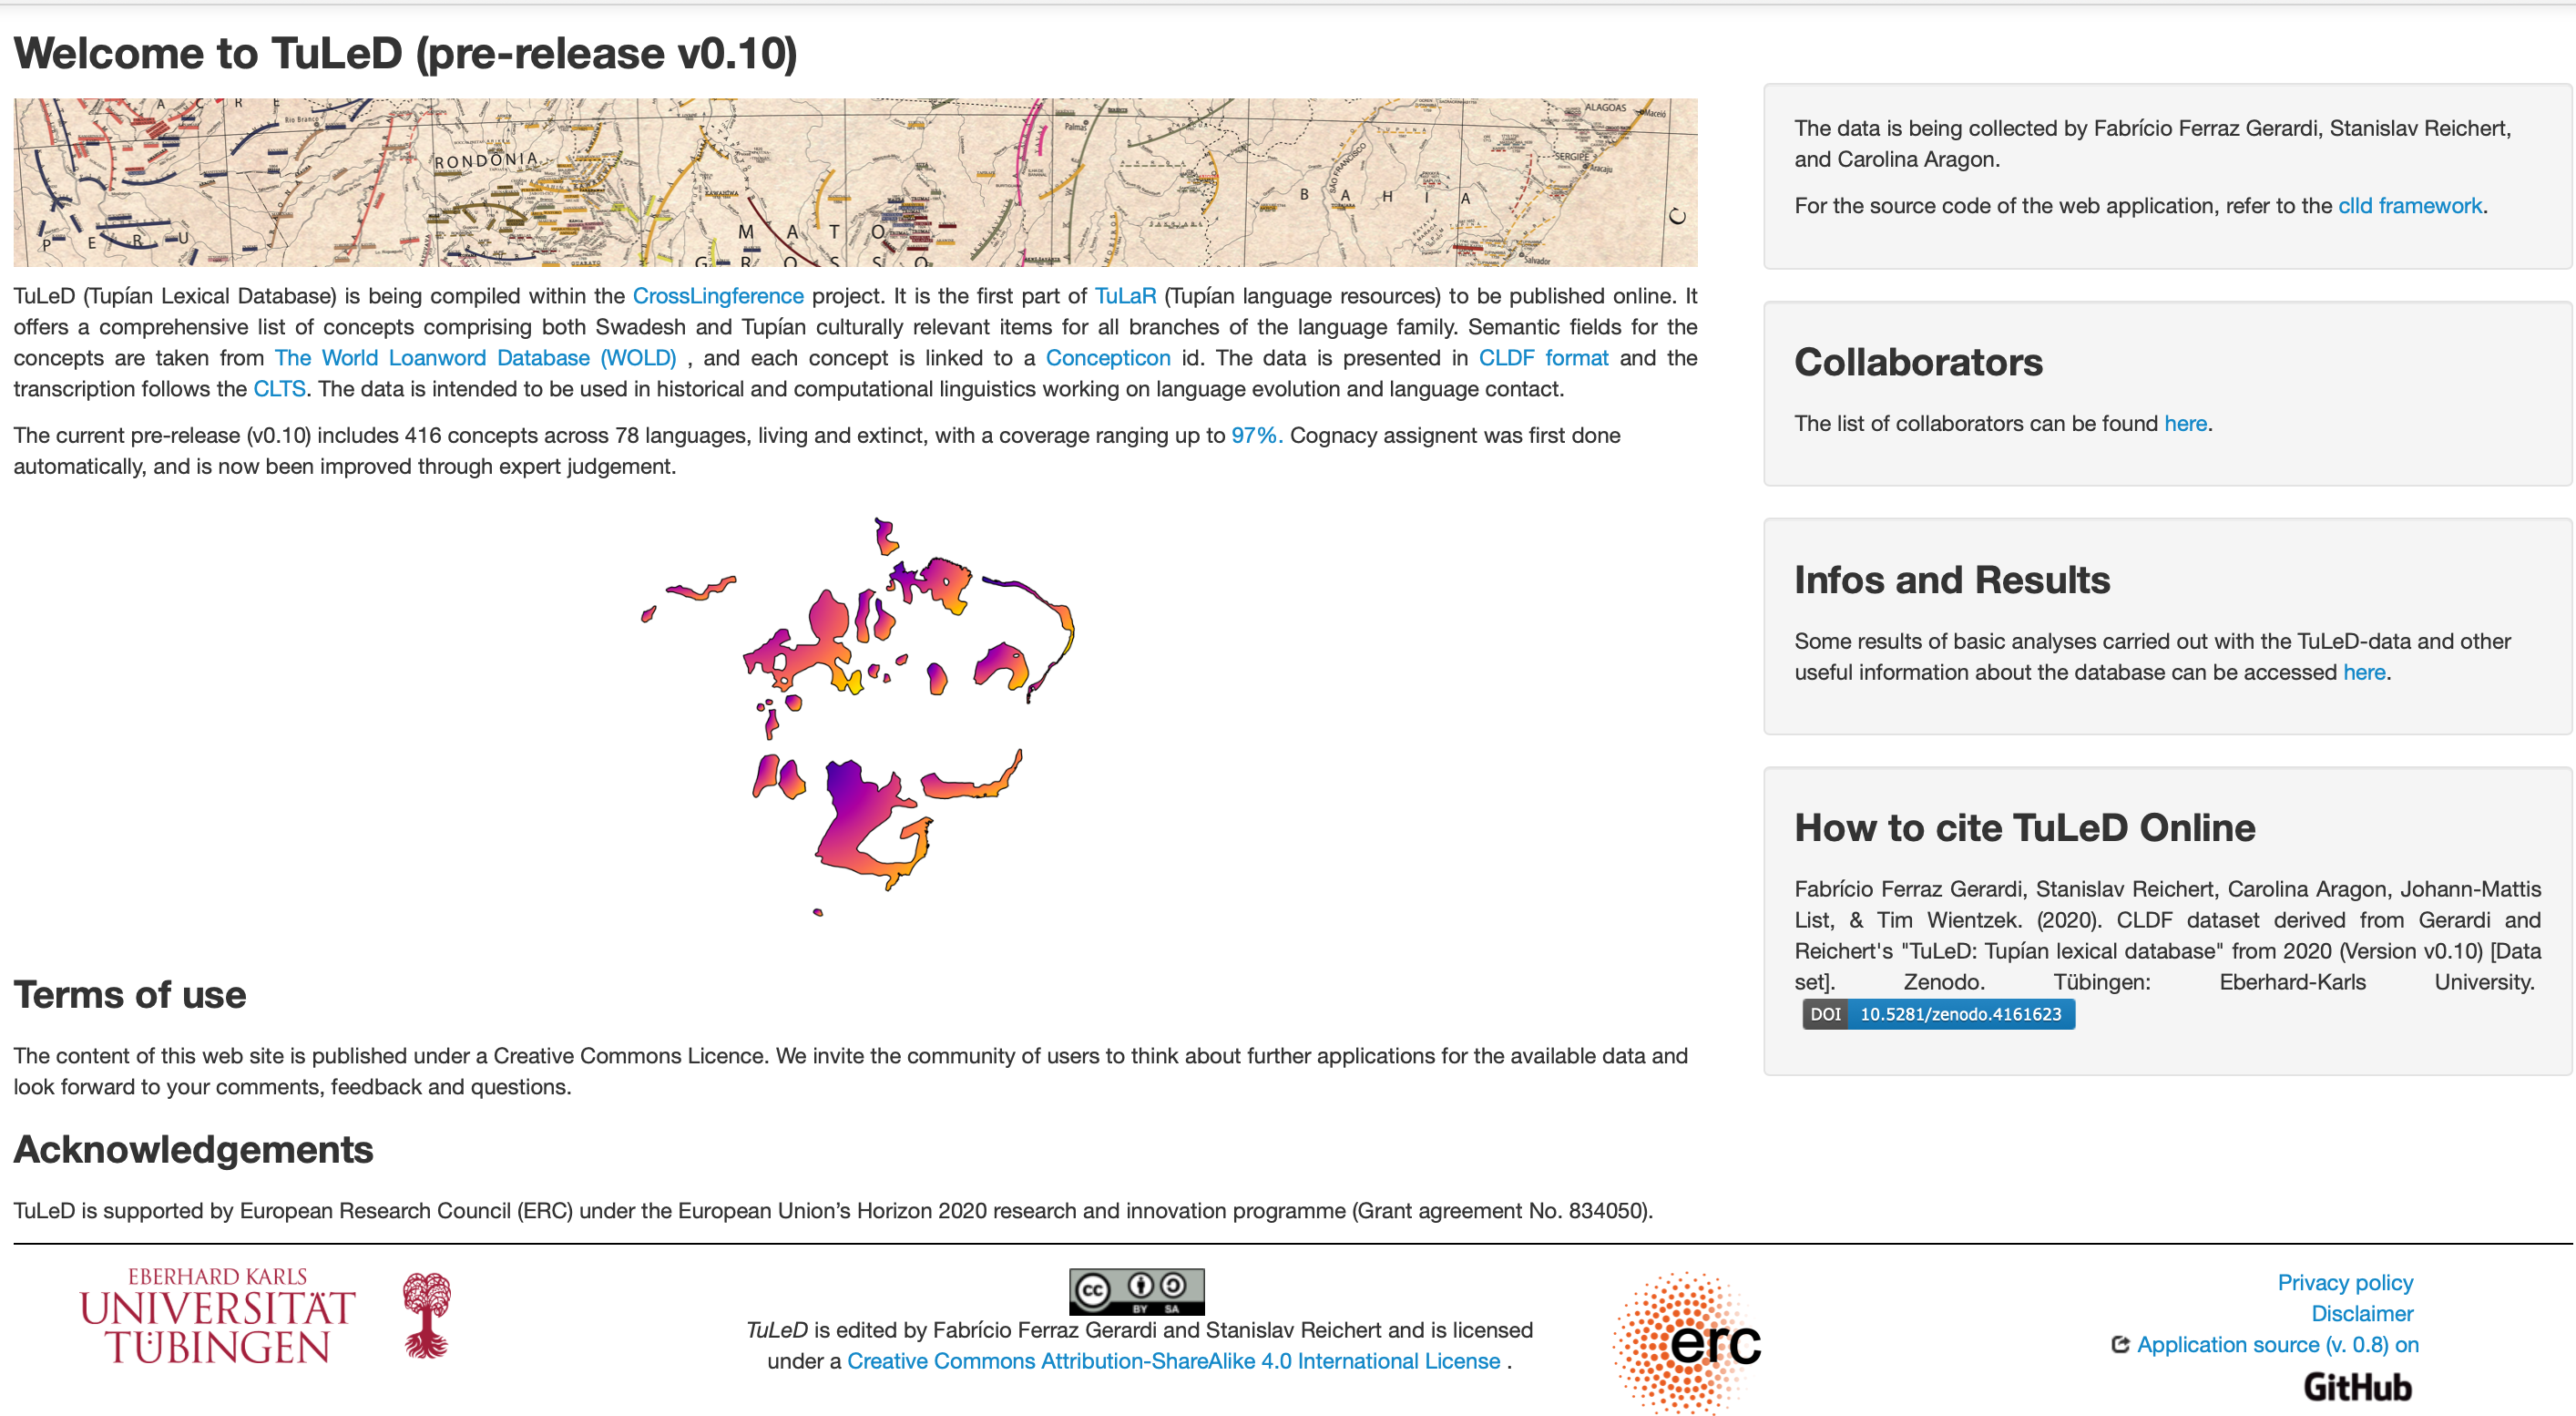 Welcome to TuLeD (pre-release v0.10)
A C R E
Rio Branco
RONDÔNIA
P E R U
M A T O
G R O S S O
Palmas
B A H I A
SÃO FRANCISCO
ALAGOAS
Maceió
SERGIPE
Aracaju
Salvador
C
TuLeD (Tupían Lexical Database) is being compiled within the CrossLingference project. It is the first part of TuLaR (Tupían language resources) to be published online. It
offers a comprehensive list of concepts comprising both Swadesh and Tupían culturally relevant items for all branches of the language family. Semantic fields for the
concepts are taken from The World Loanword Database (WOLD) , and each concept is linked to a Concepticon id. The data is presented in CLDF format and the
transcription follows the CLTS. The data is intended to be used in historical and computational linguistics working on language evolution and language contact.
The current pre-release (v0.10) includes 416 concepts across 78 languages, living and extinct, with a coverage ranging up to 97%. Cognacy assignent was first done
automatically, and is now been improved through expert judgement.
Terms of use
The content of this web site is published under a Creative Commons Licence. We invite the community of users to think about further applications for the available data and
look forward to your comments, feedback and questions.
Acknowledgements
TuLeD is supported by European Research Council (ERC) under the European Union’s Horizon 2020 research and innovation programme (Grant agreement No. 834050).
The data is being collected by Fabrício Ferraz Gerardi, Stanislav Reichert,
and Carolina Aragon.
For the source code of the web application, refer to the clld framework.
Collaborators
The list of collaborators can be found here.
Infos and Results
Some results of basic analyses carried out with the TuLeD-data and other
useful information about the database can be accessed here.
How to cite TuLeD Online
Fabrício Ferraz Gerardi, Stanislav Reichert, Carolina Aragon, Johann-Mattis
List, & Tim Wientzek. (2020). CLDF dataset derived from Gerardi and
Reichert's "TuLeD: Tupían lexical database" from 2020 (Version v0.10) [Data
set]. Zenodo. Tübingen: Eberhard-Karls University.
DOI 10.5281/zenodo.4161623
EBERHARD KARLS
UNIVERSITÄT
TÜBINGEN
cc
BY SA
TuLeD is edited by Fabrício Ferraz Gerardi and Stanislav Reichert and is licensed
under a Creative Commons Attribution-ShareAlike 4.0 International License .
erc
Privacy policy
Disclaimer
Application source (v. 0.8) on
GitHub